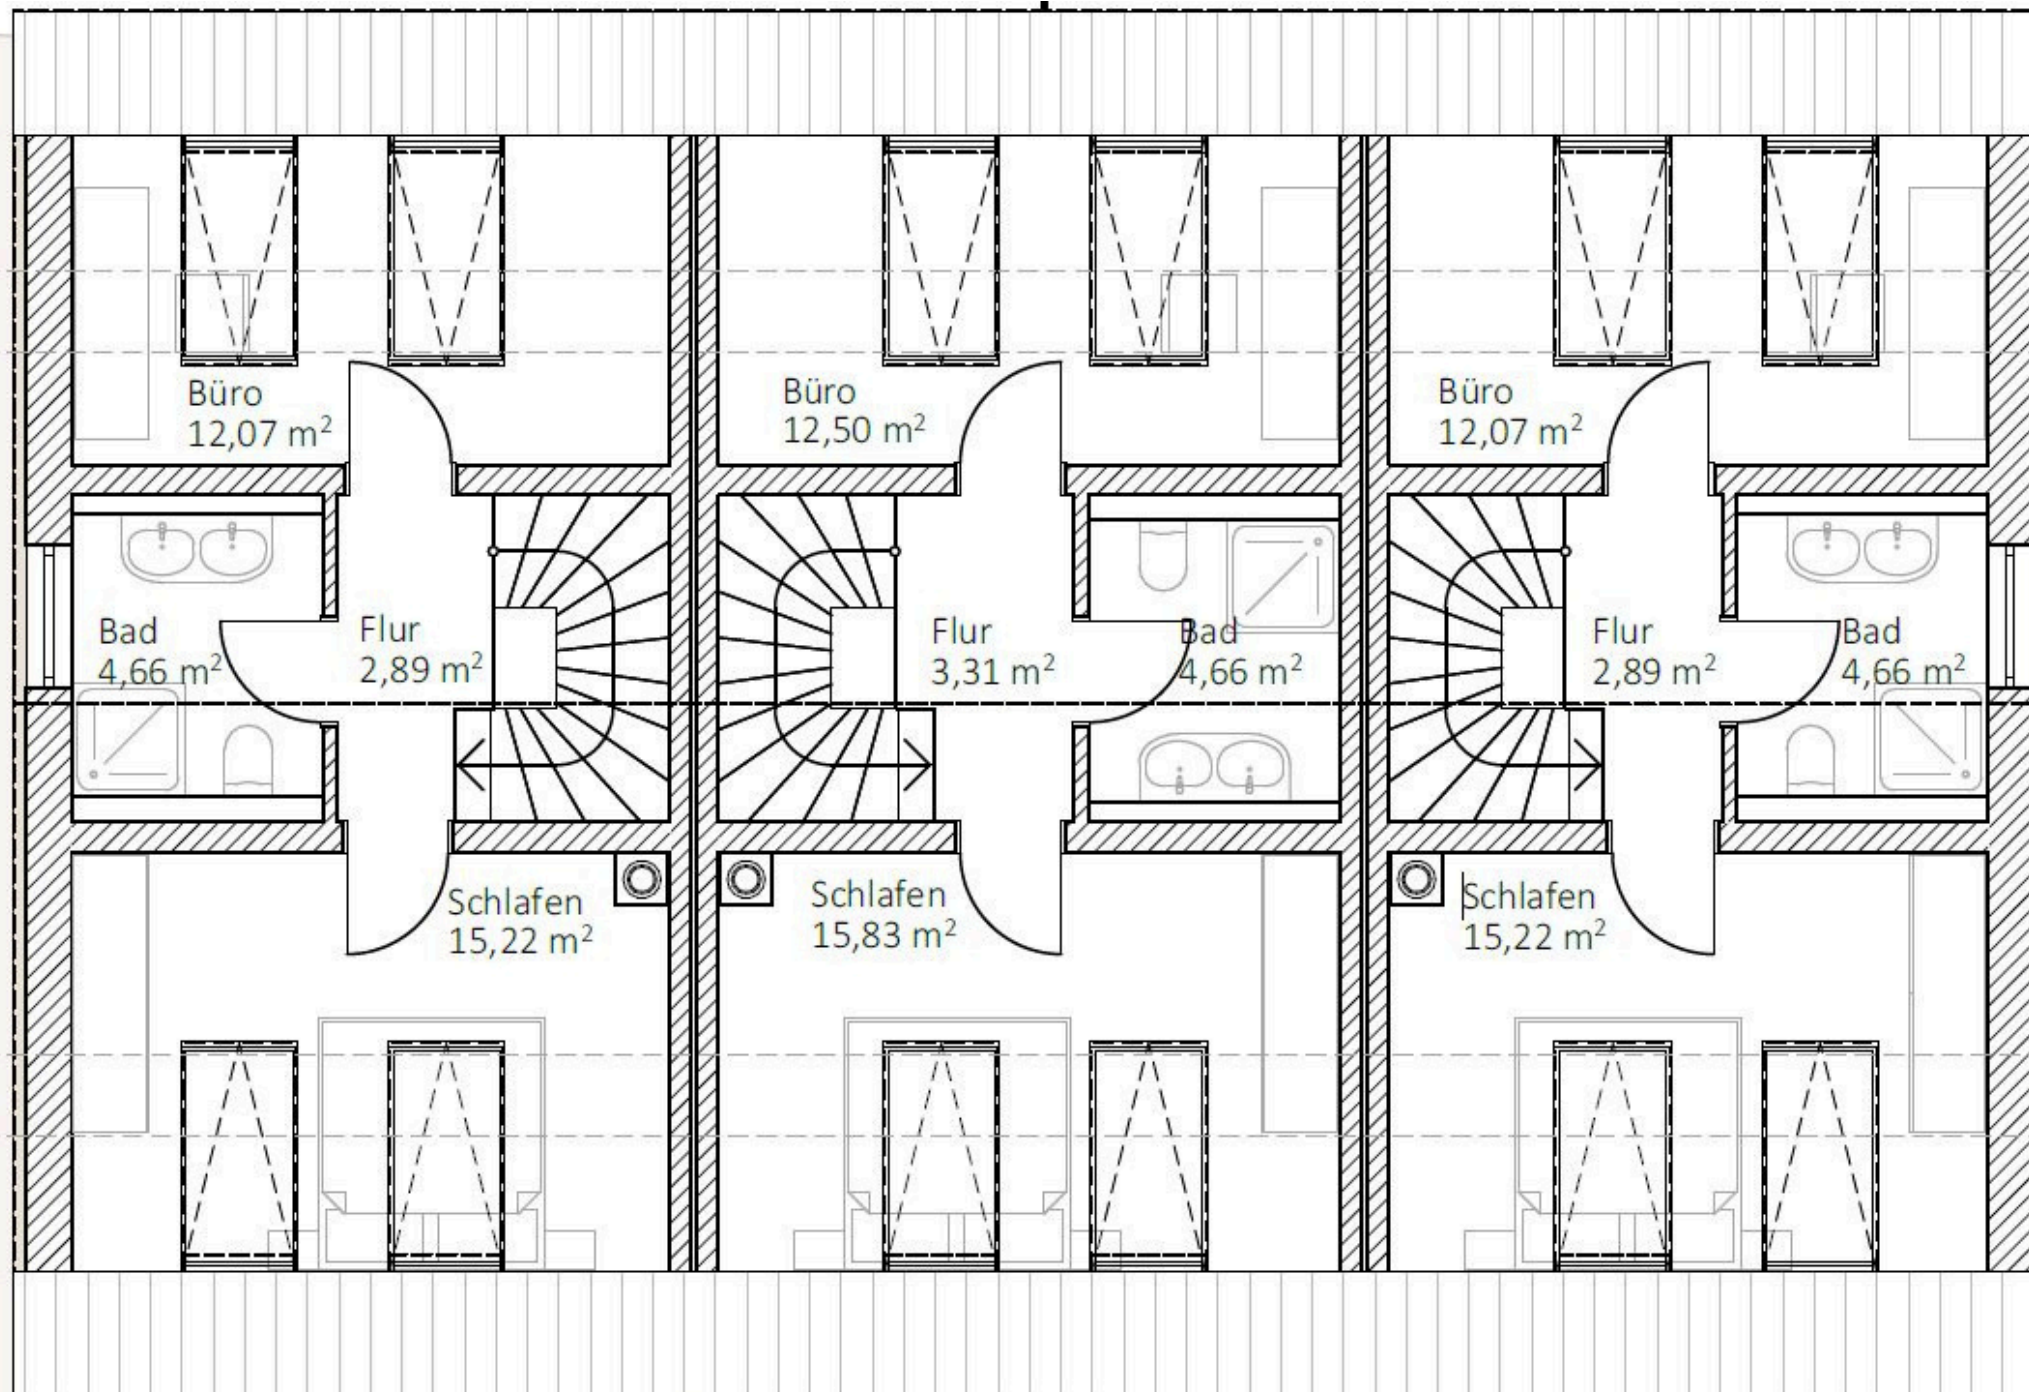 Büro
12,07 m²
Büro
12,50 m²
Büro
12,07 m²
Bad
4,66 m²
Flur
2,89 m²
Flur
3,31 m²
Bad
4,66 m²
Flur
2,89 m²
Bad
4,66 m²
Schlafen
15,22 m²
Schlafen
15,83 m²
Schlafen
15,22 m²